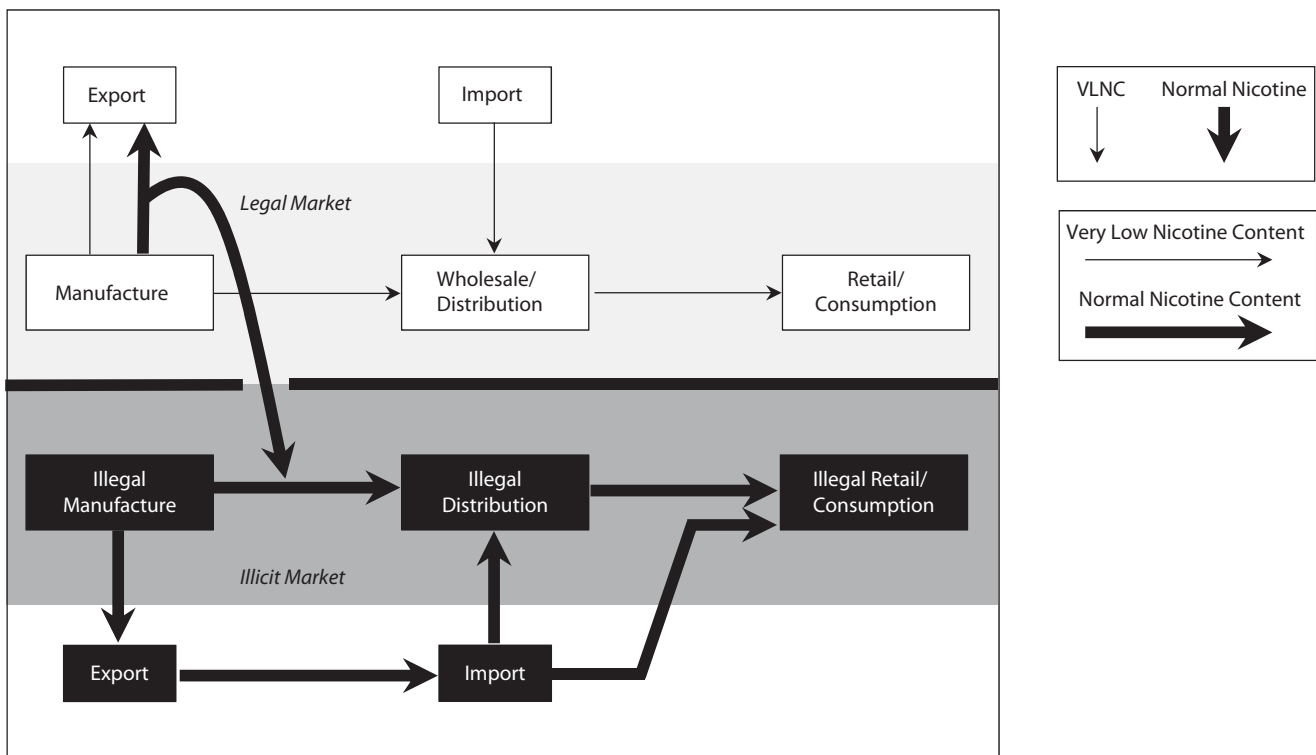 Export
Import
VLNC
Normal Nicotine
Legal Market
Very Low Nicotine Content
Manufacture
Wholesale/
Distribution
Retail/
Consumption
Normal Nicotine Content
Illegal
Manufacture
Illegal
Distribution
Illegal Retail/
Consumption
Illicit Market
Export
Import